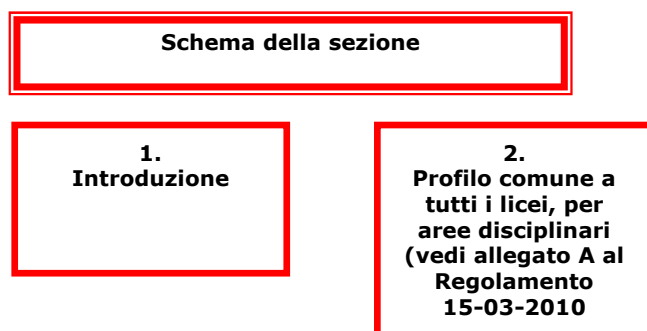 Schema della sezione
1.
Introduzione
2.
Profilo comune a
tutti i licei, per
aree disciplinari
(vedi allegato A al
Regolamento
15-03-2010